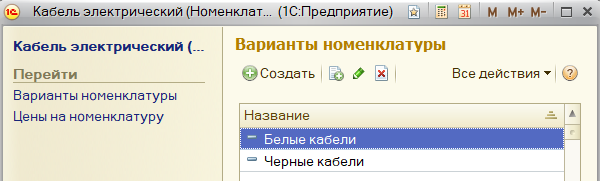 Кабель электрический (Номенклат... (1С:Предприятие) M M+ M-
Кабель электрический (...
Перейти
Варианты номенклатуры
Цены на номенклатуру
Варианты номенклатуры
Создать Все действия ?
Название
Белые кабели
Черные кабели